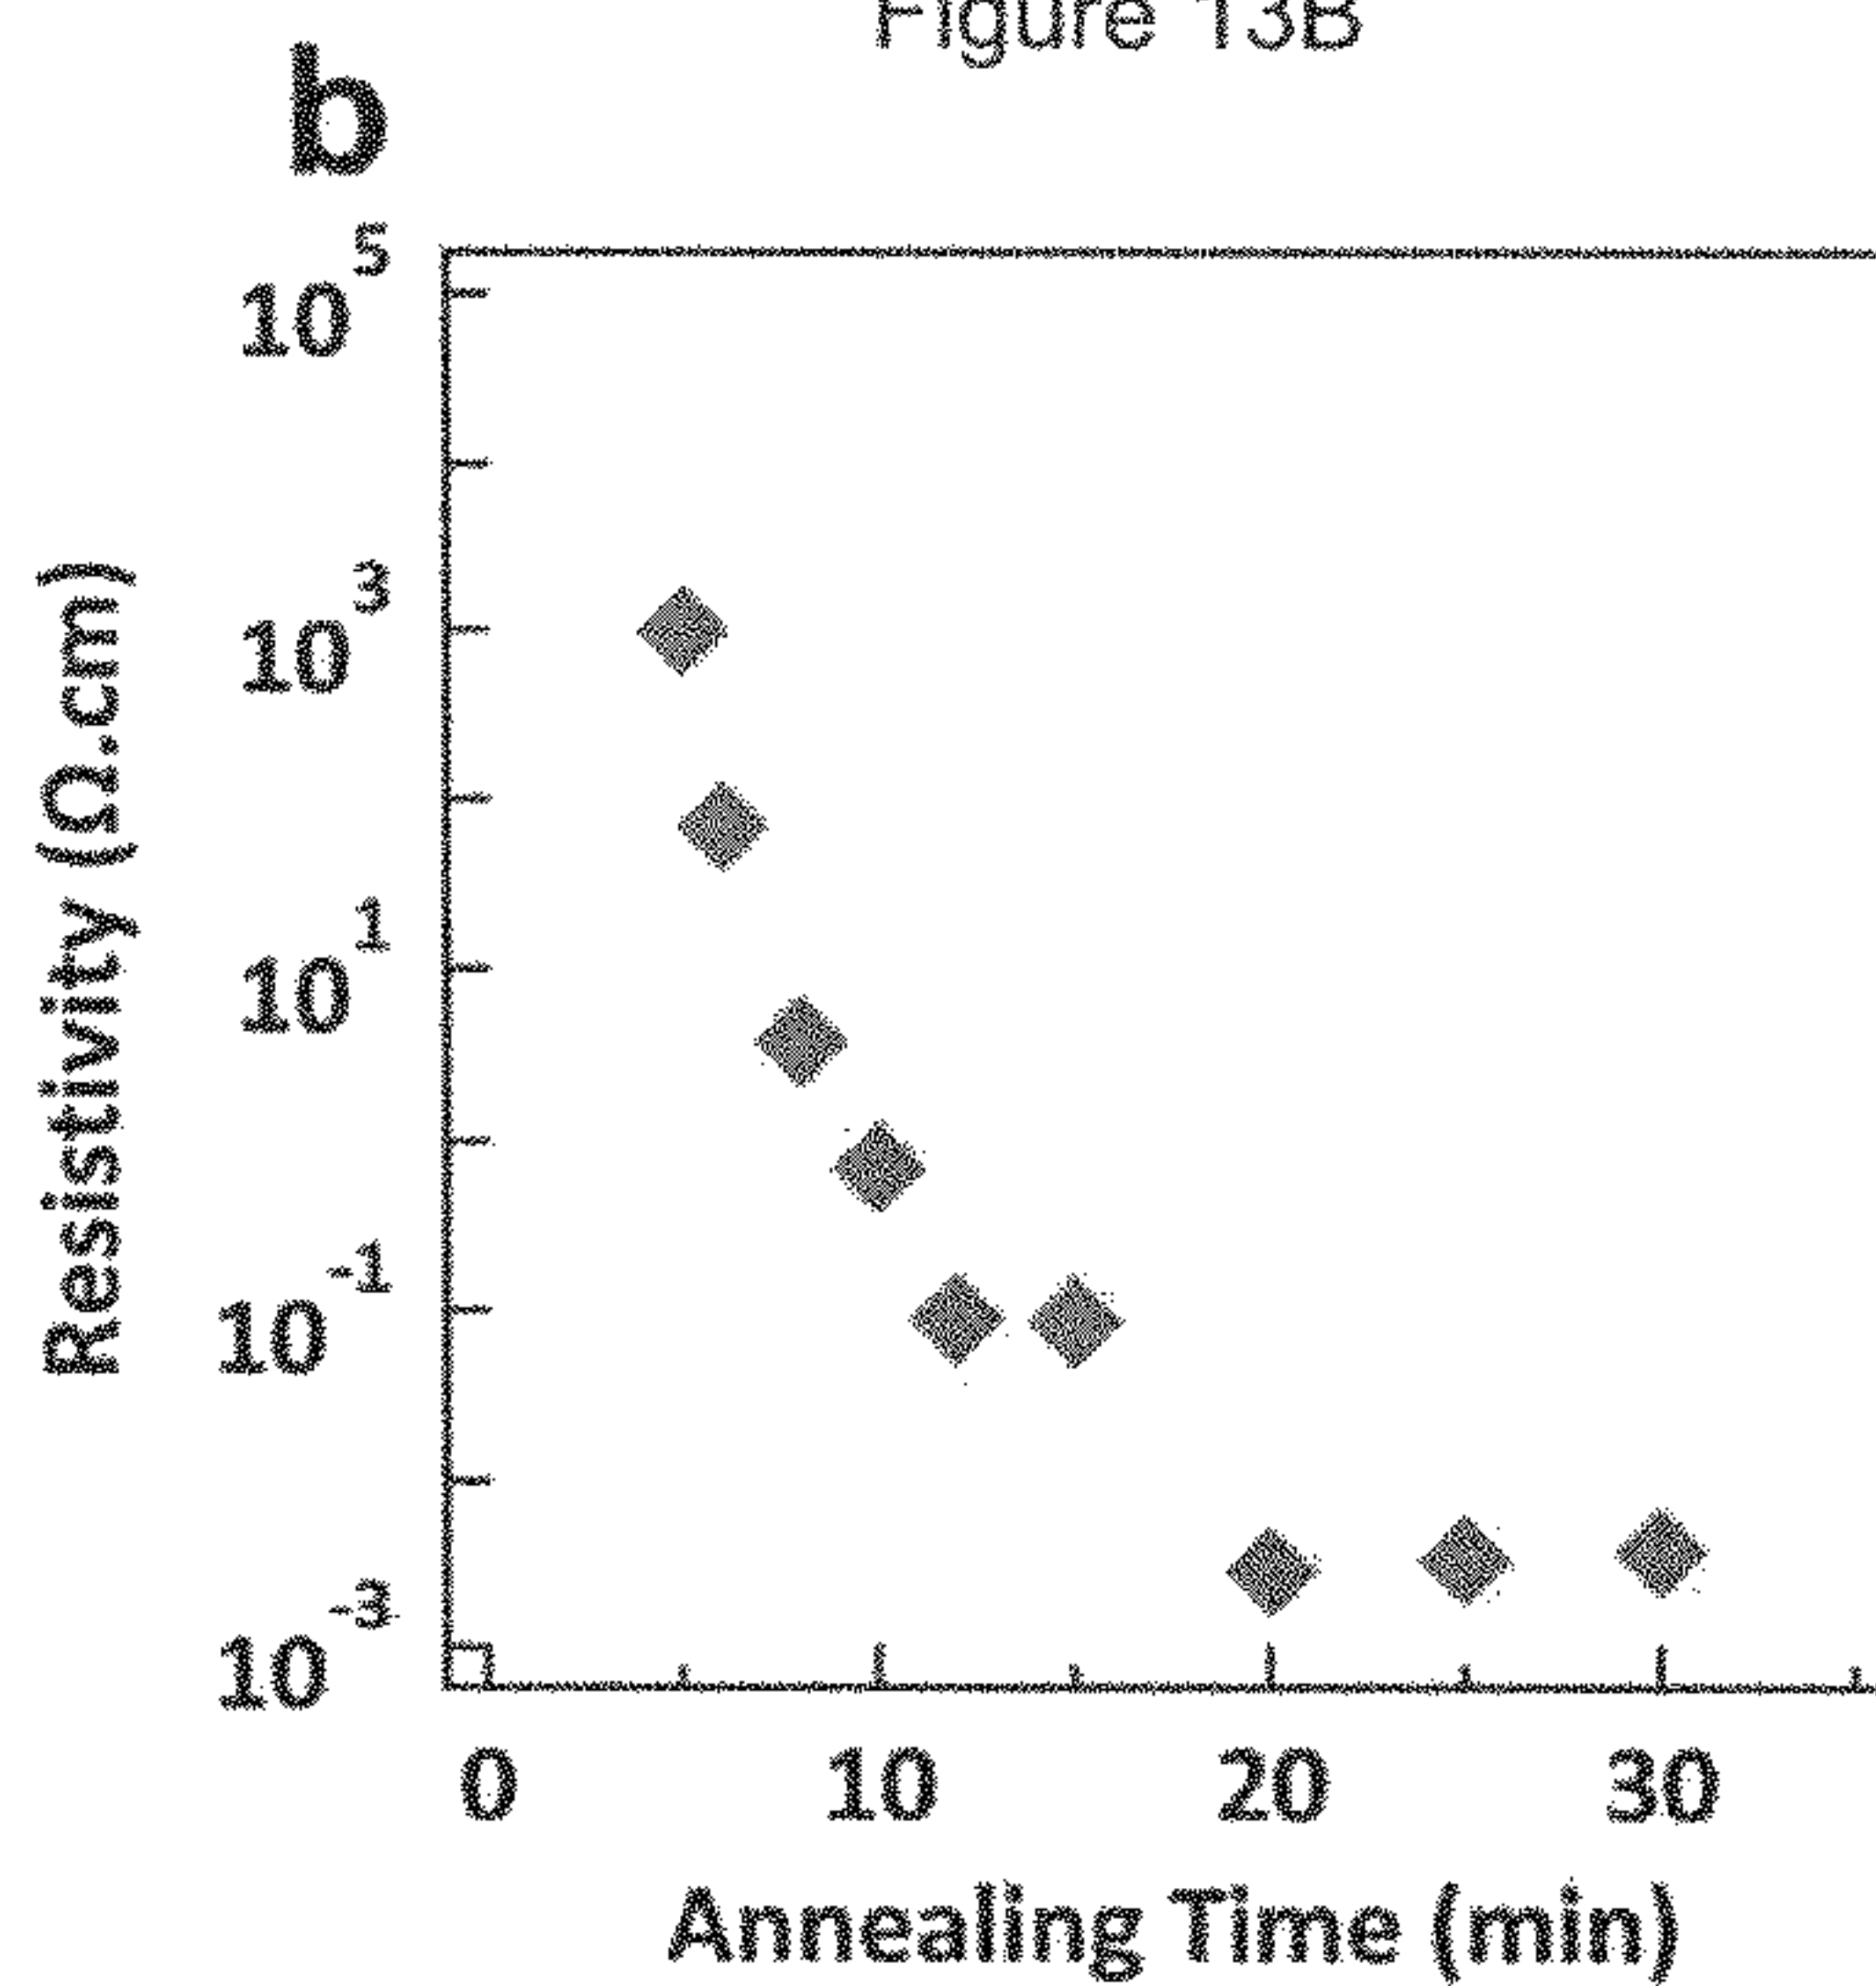 Figure 13B
b
10^5
10^3
10^1
10^-1
10^-3
Resistivity (Ω.cm)
0 10 20 30
Annealing Time (min)